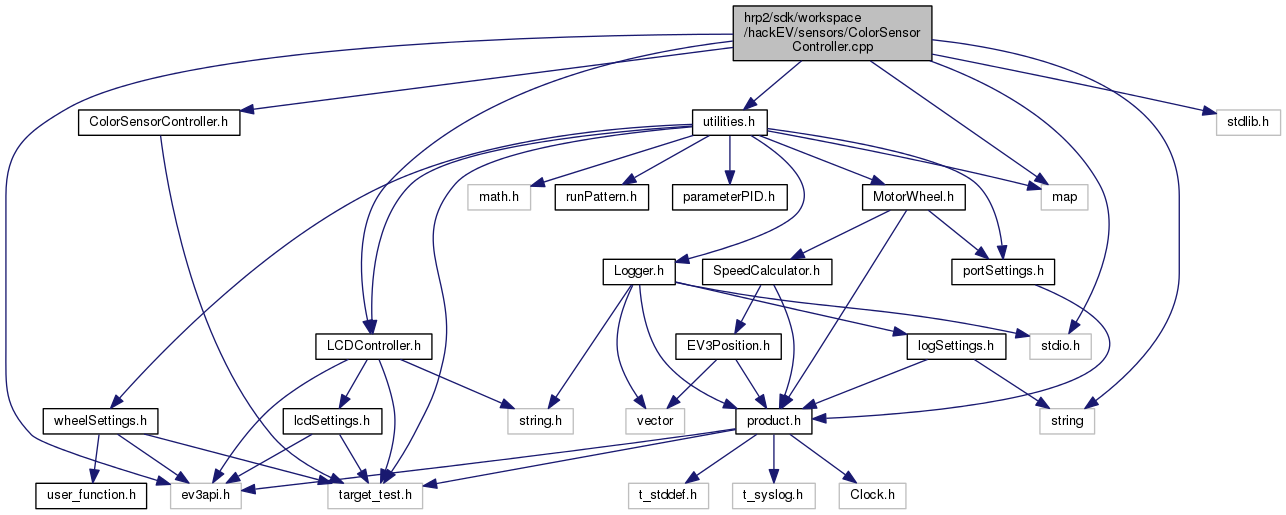 hrp2/sdk/workspace
/hackEV/sensors/ColorSensor
Controller.cpp
ColorSensorController.h
utilities.h
stdlib.h
math.h
runPattern.h
parameterPID.h
MotorWheel.h
map
Logger.h
SpeedCalculator.h
portSettings.h
LCDController.h
EV3Position.h
logSettings.h
stdio.h
wheelSettings.h
lcdSettings.h
string.h
vector
product.h
string
user_function.h
ev3api.h
target_test.h
t_stddef.h
t_syslog.h
Clock.h